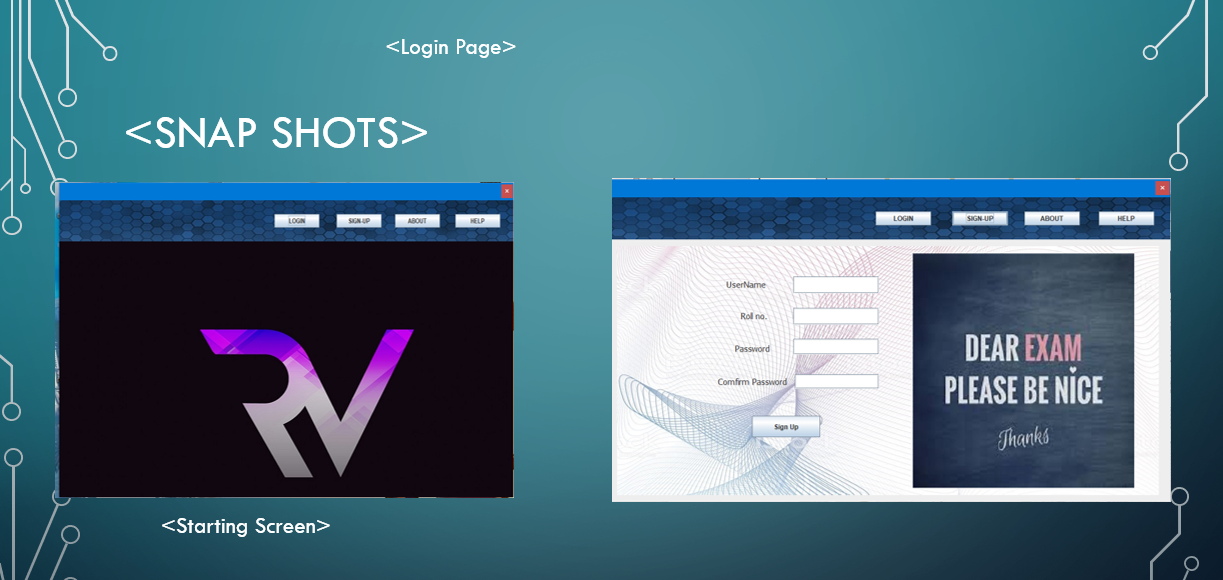 <Login Page>
<SNAP SHOTS>
x
LOGIN SIGN-UP ABOUT HELP
RV
<Starting Screen>
x
LOGIN SIGN-UP ABOUT HELP
UserName
Roll no.
Password
Comfirm Password
Sign Up
DEAR EXAM
PLEASE BE NICE
Thanks